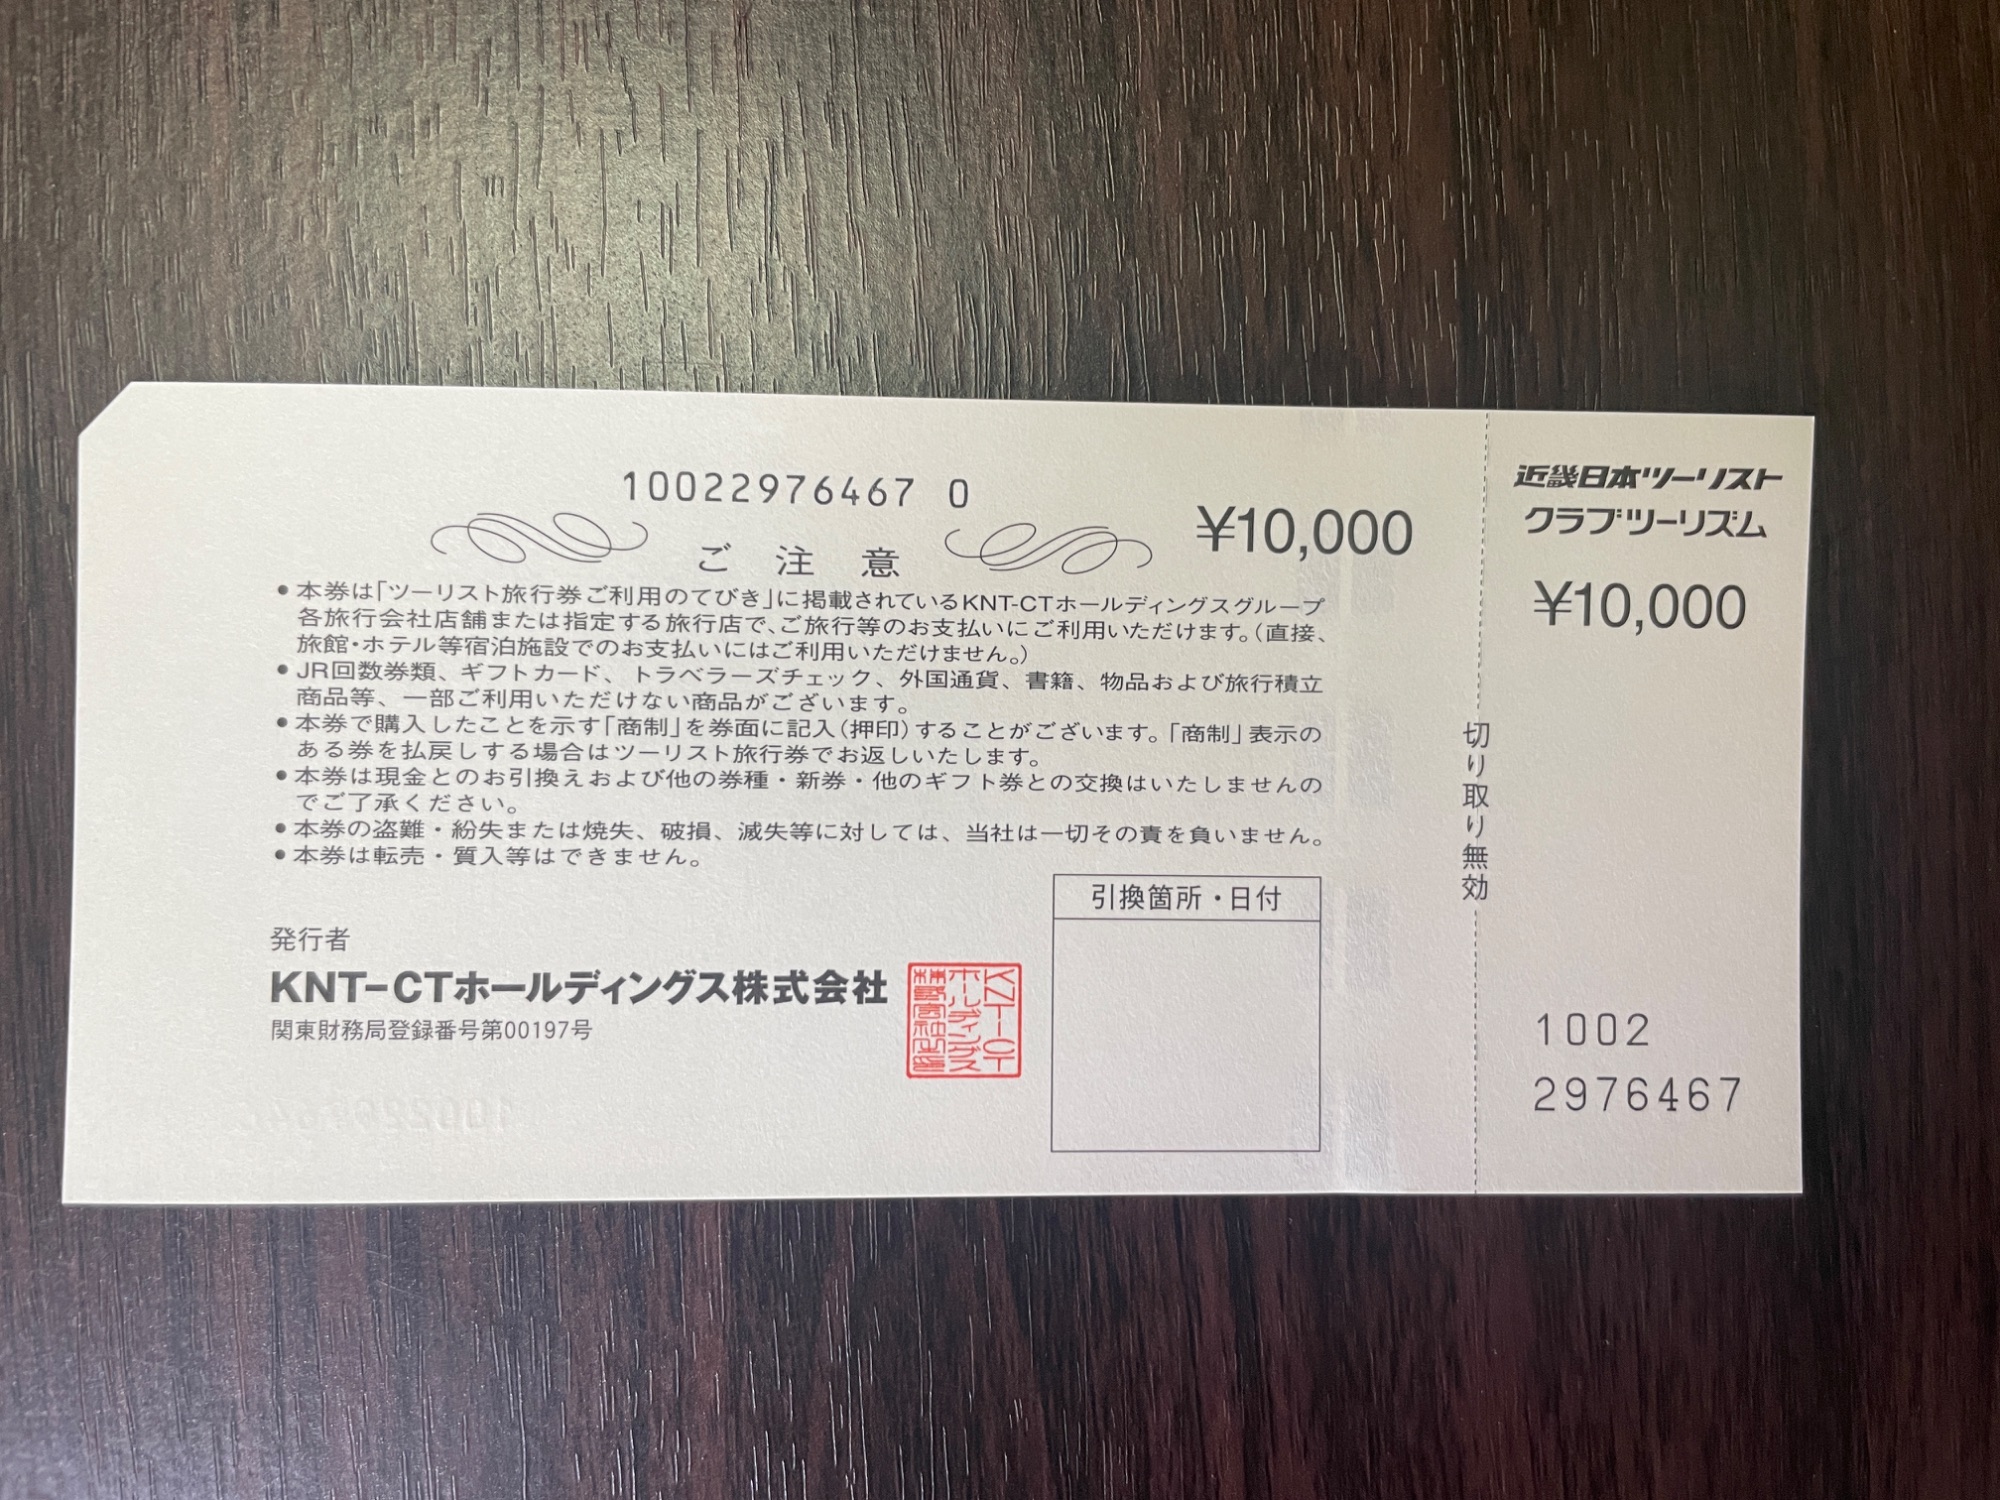 10022976467 0
ご注意
¥10,000
●本券は「ツーリスト旅行券ご利用のてびき」に掲載されているKNT-CTホールディングスグループ
各旅行会社店舗または指定する旅行店で、ご旅行等のお支払いにご利用いただけます。(直接、
旅館・ホテル等宿泊施設でのお支払いにはご利用いただけません。)
●JR回数券類、ギフトカード、トラベラーズチェック、外国通貨、書籍、物品および旅行積立
商品等、一部ご利用いただけない商品がございます。
●本券で購入したことを示す「商制」を券面に記入(押印)することがございます。「商制」表示の
ある券を払戻しする場合はツーリスト旅行券でお返しいたします。
●本券は現金とのお引換えおよび他の券種・新券・他のギフト券との交換はいたしませんの
でご了承ください。
●本券の盗難・紛失または焼失、破損、滅失等に対しては、当社は一切その責を負いません。
●本券は転売・質入等はできません。
引換箇所・日付
発行者
KNT-CTホールディングス株式会社
関東財務局登録番号第00197号
KNT-CT
ホールディングス
切り取り無効
近畿日本ツーリスト
クラブツーリズム
¥10,000
1002
2976467